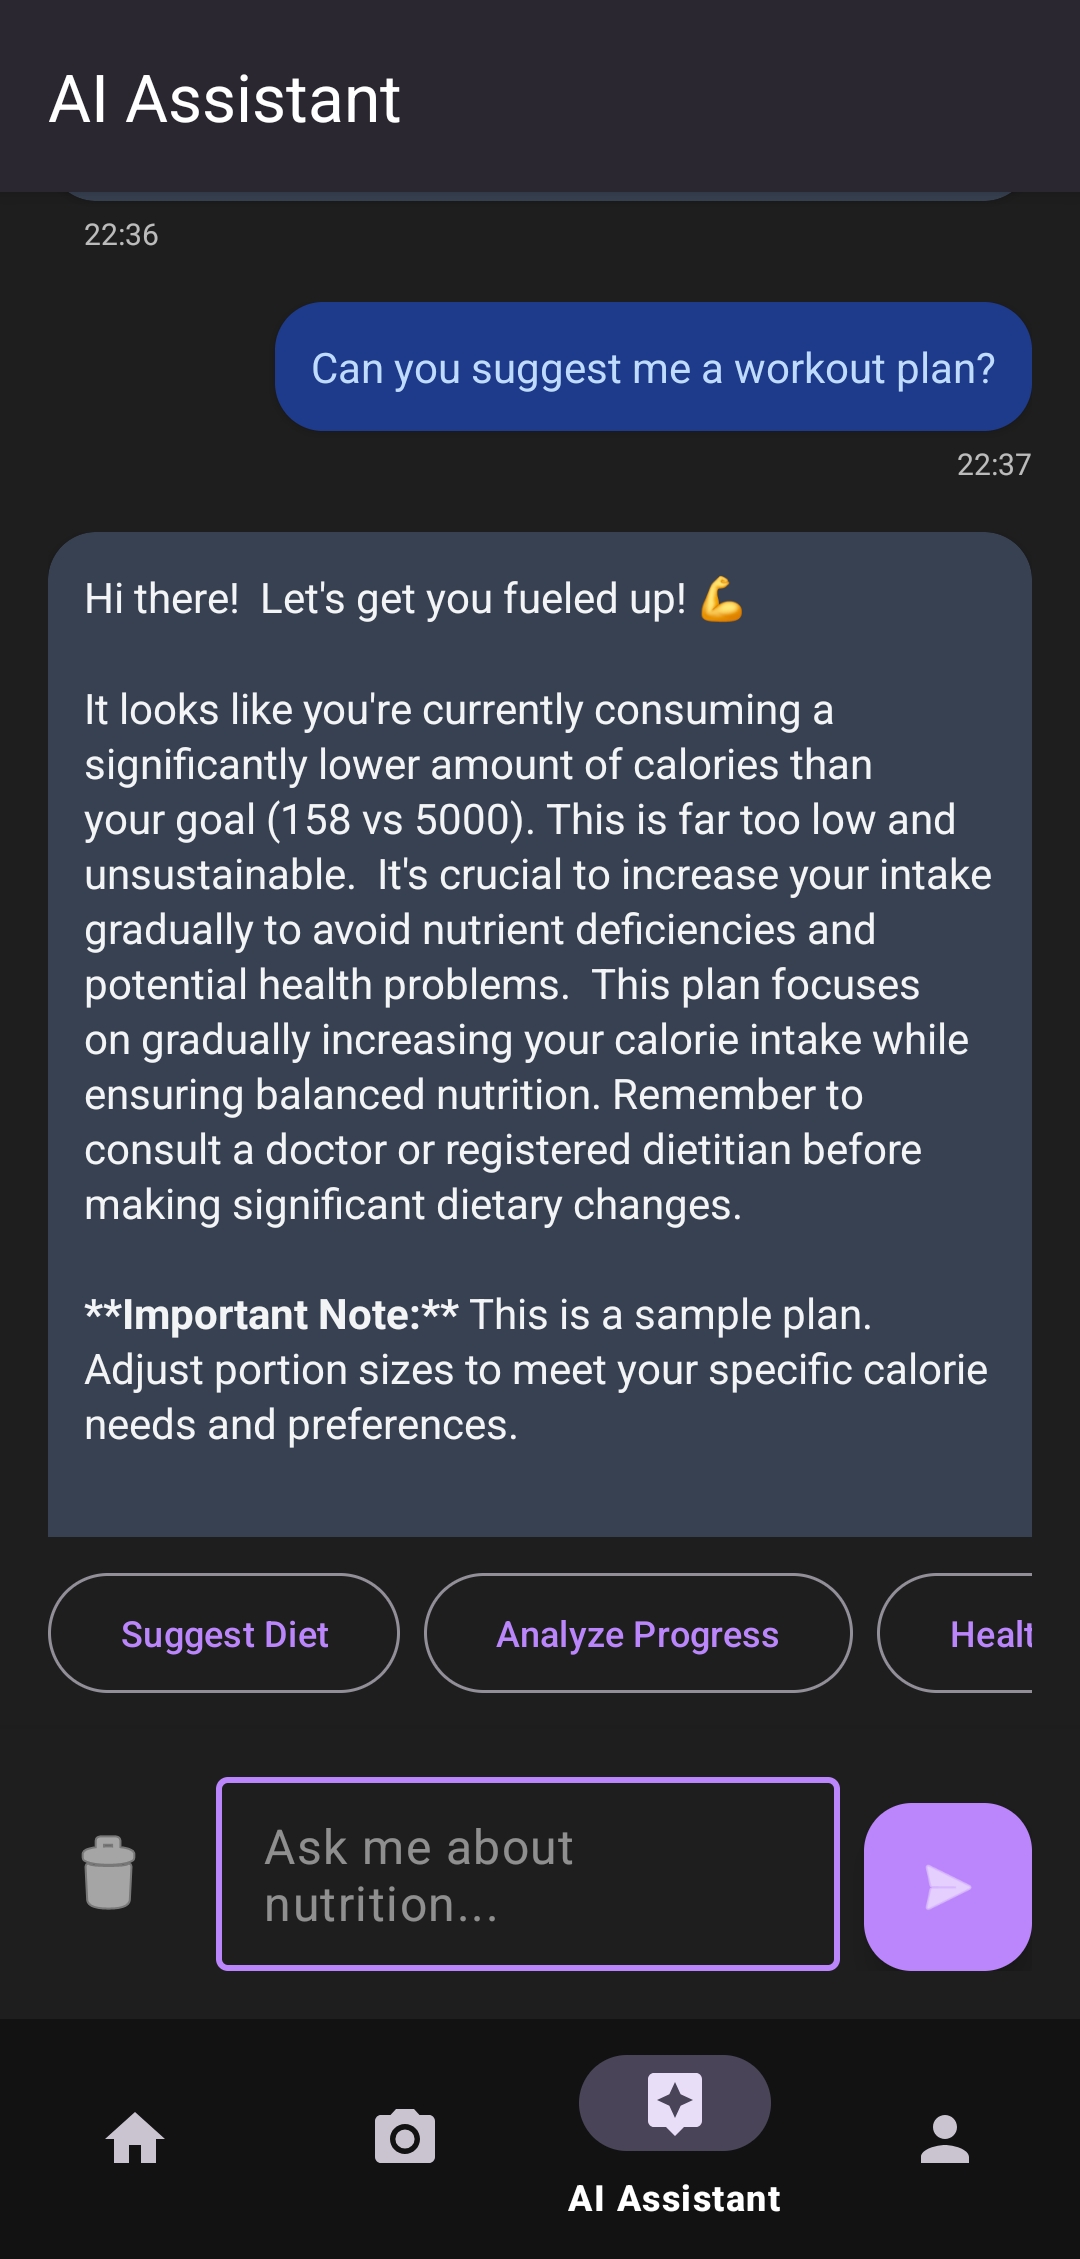 AI Assistant
22:36
Can you suggest me a workout plan?
22:37
Hi there!  Let's get you fueled up! 💪
It looks like you're currently consuming a
significantly lower amount of calories than
your goal (158 vs 5000). This is far too low and
unsustainable.  It's crucial to increase your intake
gradually to avoid nutrient deficiencies and
potential health problems.  This plan focuses
on gradually increasing your calorie intake while
ensuring balanced nutrition. Remember to
consult a doctor or registered dietitian before
making significant dietary changes.
**Important Note:** This is a sample plan.
Adjust portion sizes to meet your specific calorie
needs and preferences.
Suggest Diet
Analyze Progress
Healt
Ask me about
nutrition...
AI Assistant